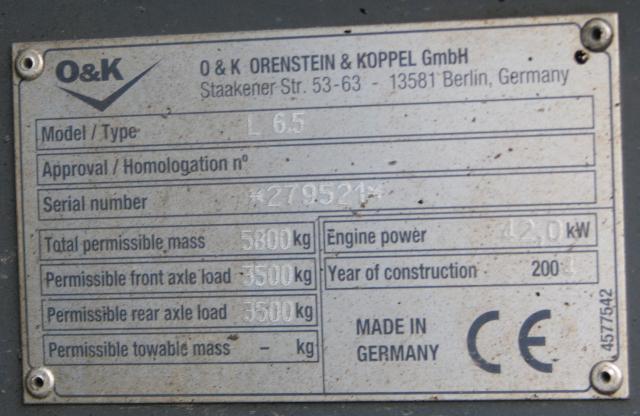 O&K
O & K ORENSTEIN & KOPPEL GmbH
Staakener Str. 53-63 - 13581 Berlin, Germany
Model / Type L 6.5
Approval / Homologation nº
Serial number *279521*
Total permissible mass 5800 kg
Engine power 42,0 kW
Permissible front axle load 3500 kg
Year of construction 200
Permissible rear axle load 3500 kg
Permissible towable mass - kg
MADE IN
GERMANY
CE
4577542